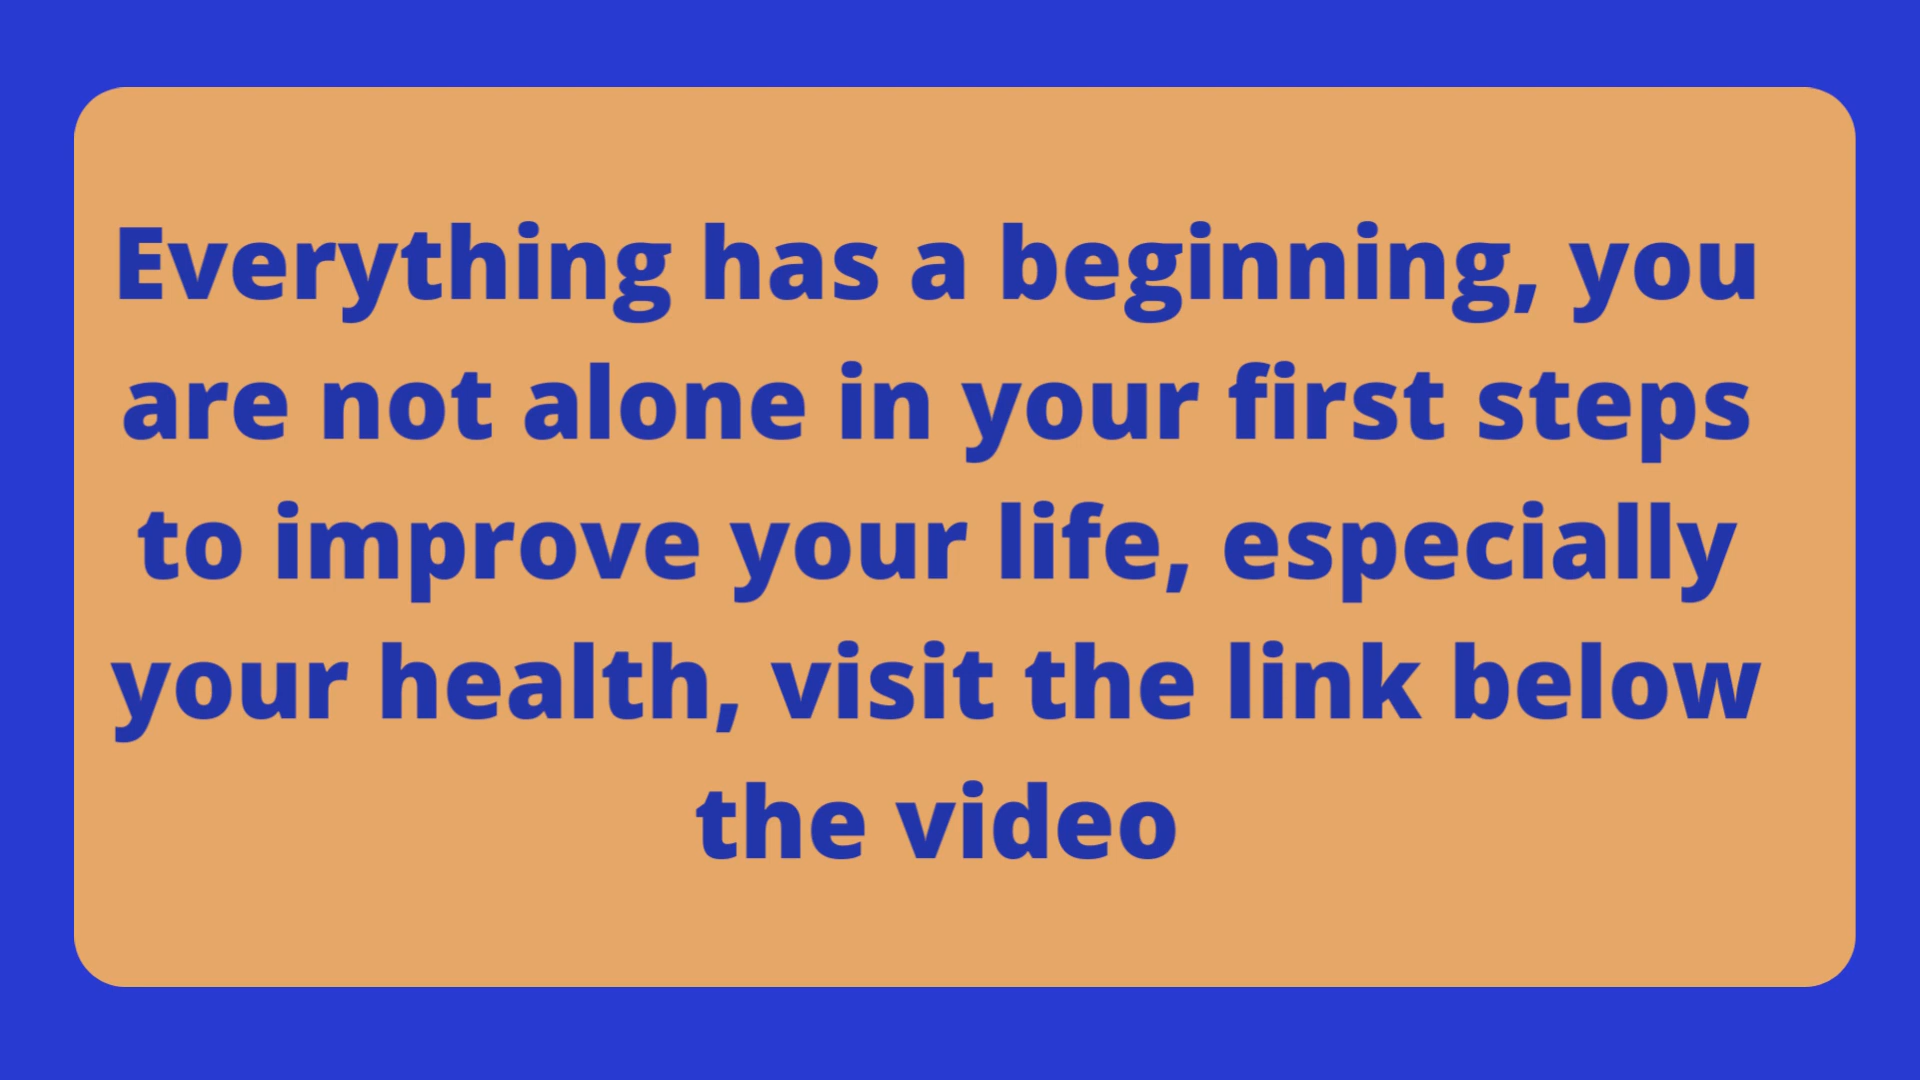 Everything has a beginning, you
are not alone in your first steps
to improve your life, especially
your health, visit the link below
the video